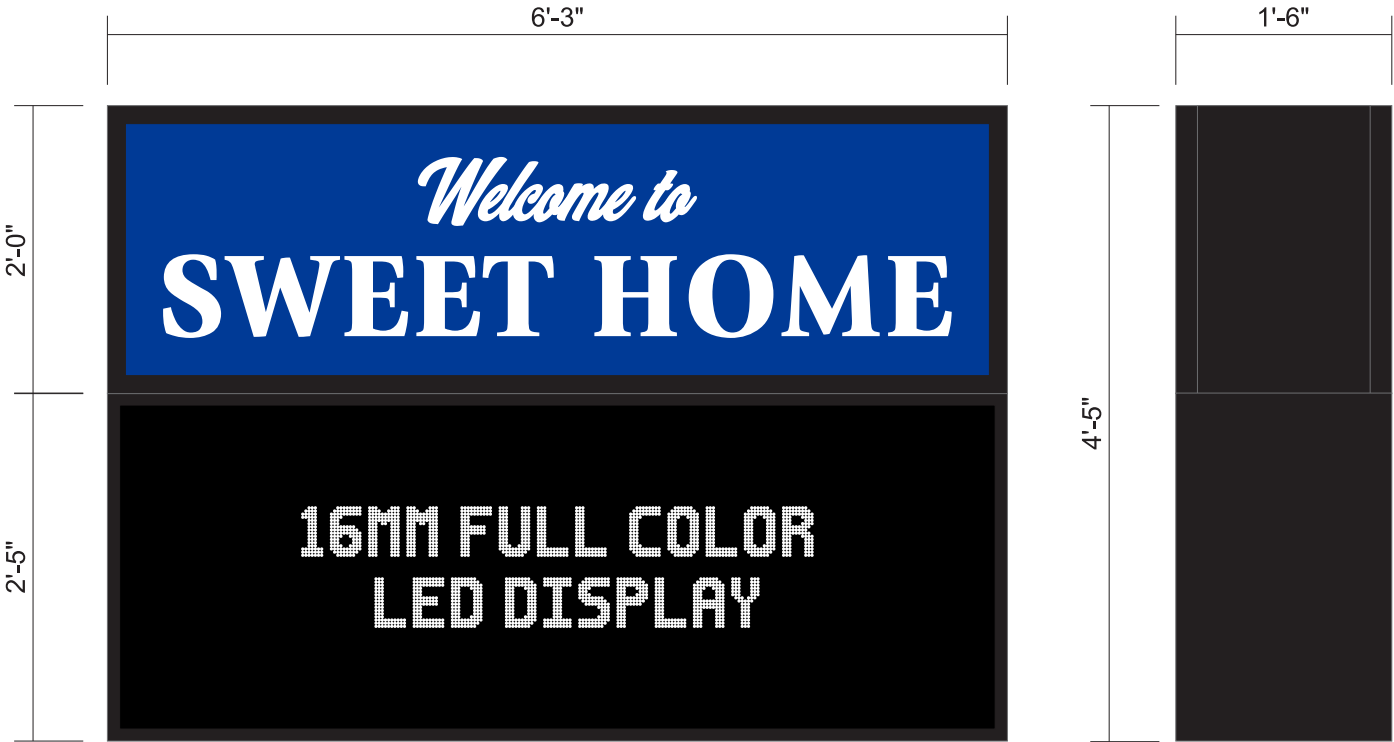 6'-3"
1'-6"
2'-0"
Welcome to
SWEET HOME
4'-5"
2'-5"
16MM FULL COLOR
LED DISPLAY